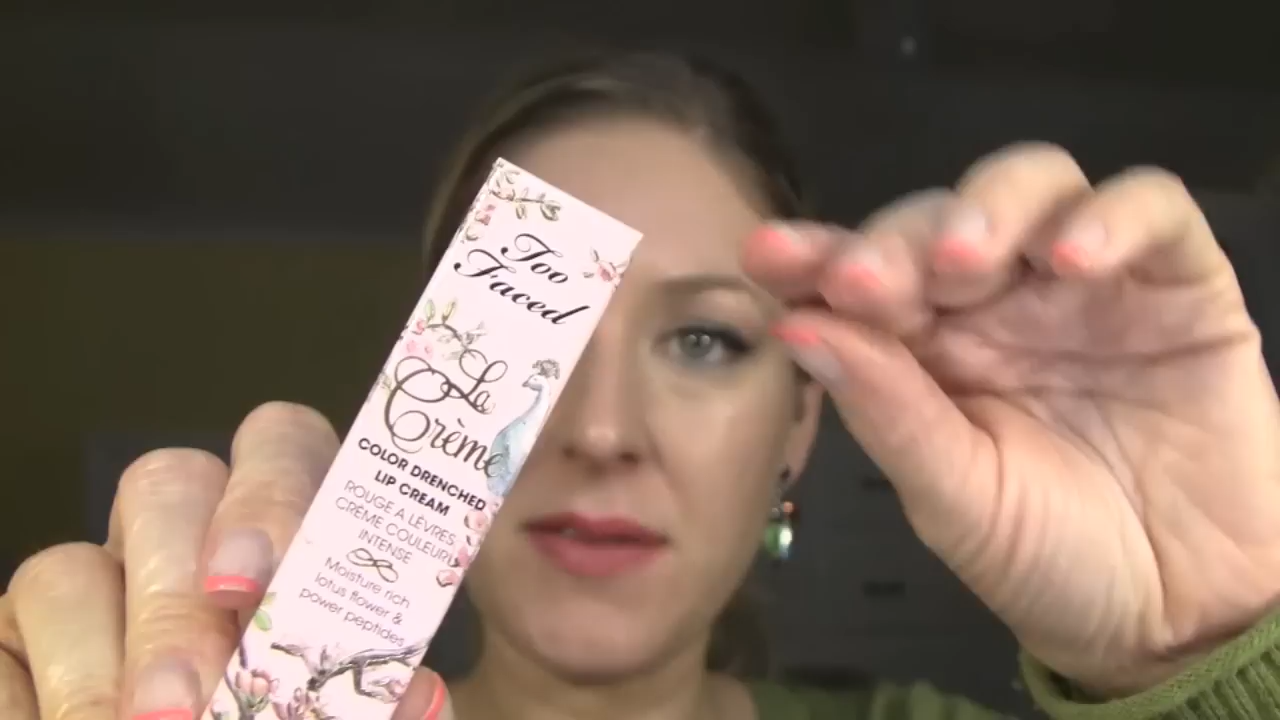 Too
Faced
La
Crème
COLOR DRENCHED
LIP CREAM
ROUGE A LÈVRES
CRÈME COULEUR
INTENSE
Moisture rich
lotus flower &
power peptides